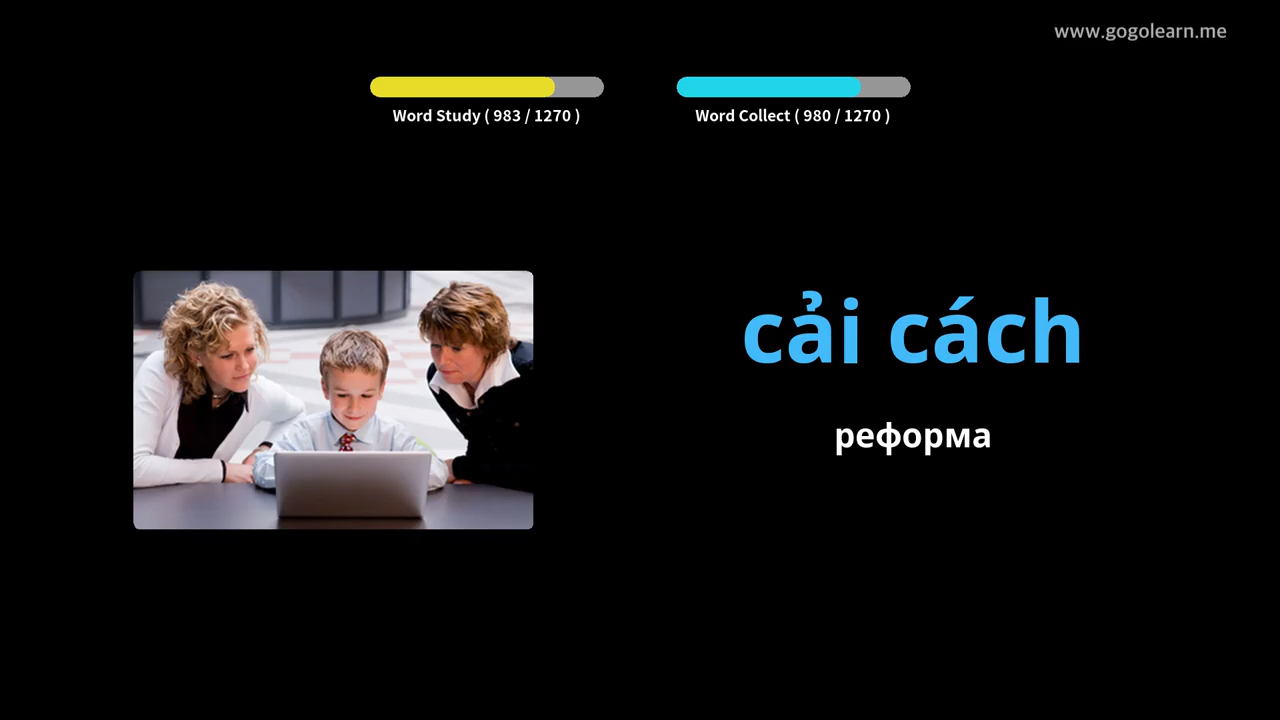 www.gogolearn.me
Word Study ( 983 / 1270 )
Word Collect ( 980 / 1270 )
cải cách
реформа